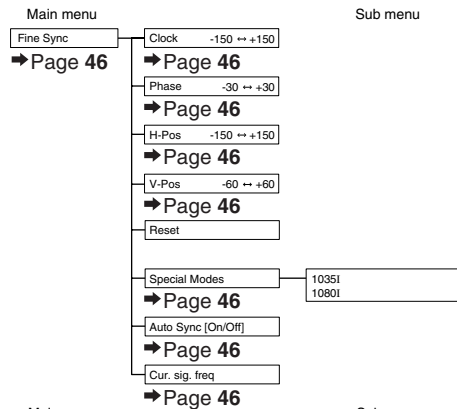 Main menu Sub menu
Fine Sync Clock -150 ↔ +150
➡Page 46 ➡Page 46
Phase -30 ↔ +30
➡Page 46
H-Pos -150 ↔ +150
➡Page 46
V-Pos -60 ↔ +60
➡Page 46
Reset
Special Modes 1035I
1080I
➡Page 46
Auto Sync [On/Off]
➡Page 46
Cur. sig. freq
➡Page 46